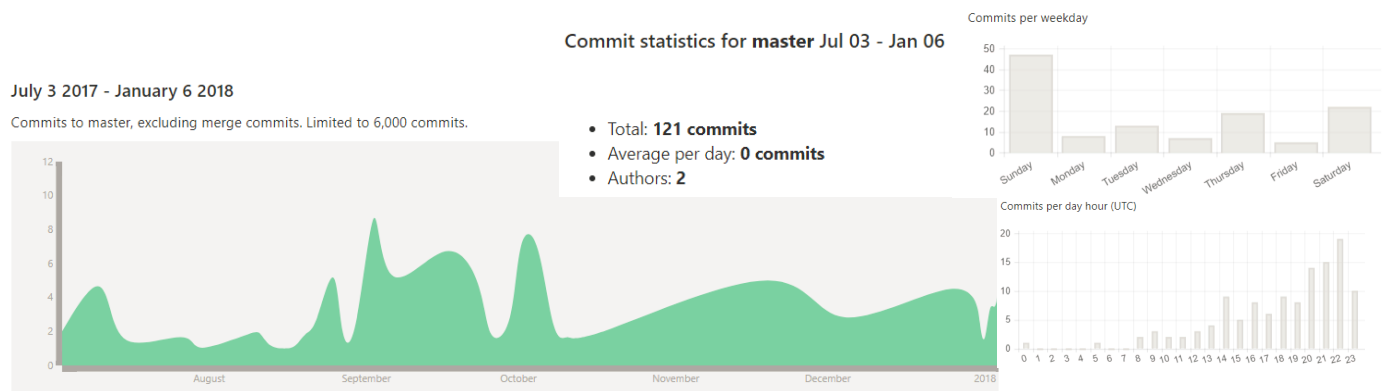 Commits per weekday
Commit statistics for master Jul 03 - Jan 06
50
40
30
20
10
0
Sunday
Monday
Tuesday
Wednesday
Thursday
Friday
Saturday
July 3 2017 - January 6 2018
Commits to master, excluding merge commits. Limited to 6,000 commits.
Total: 121 commits
Average per day: 0 commits
Authors: 2
12
10
8
6
4
2
0
August
September
October
November
December
2018
Commits per day hour (UTC)
20
15
10
5
0
0 1 2 3 4 5 6 7 8 9 10 11 12 13 14 15 16 17 18 19 20 21 22 23